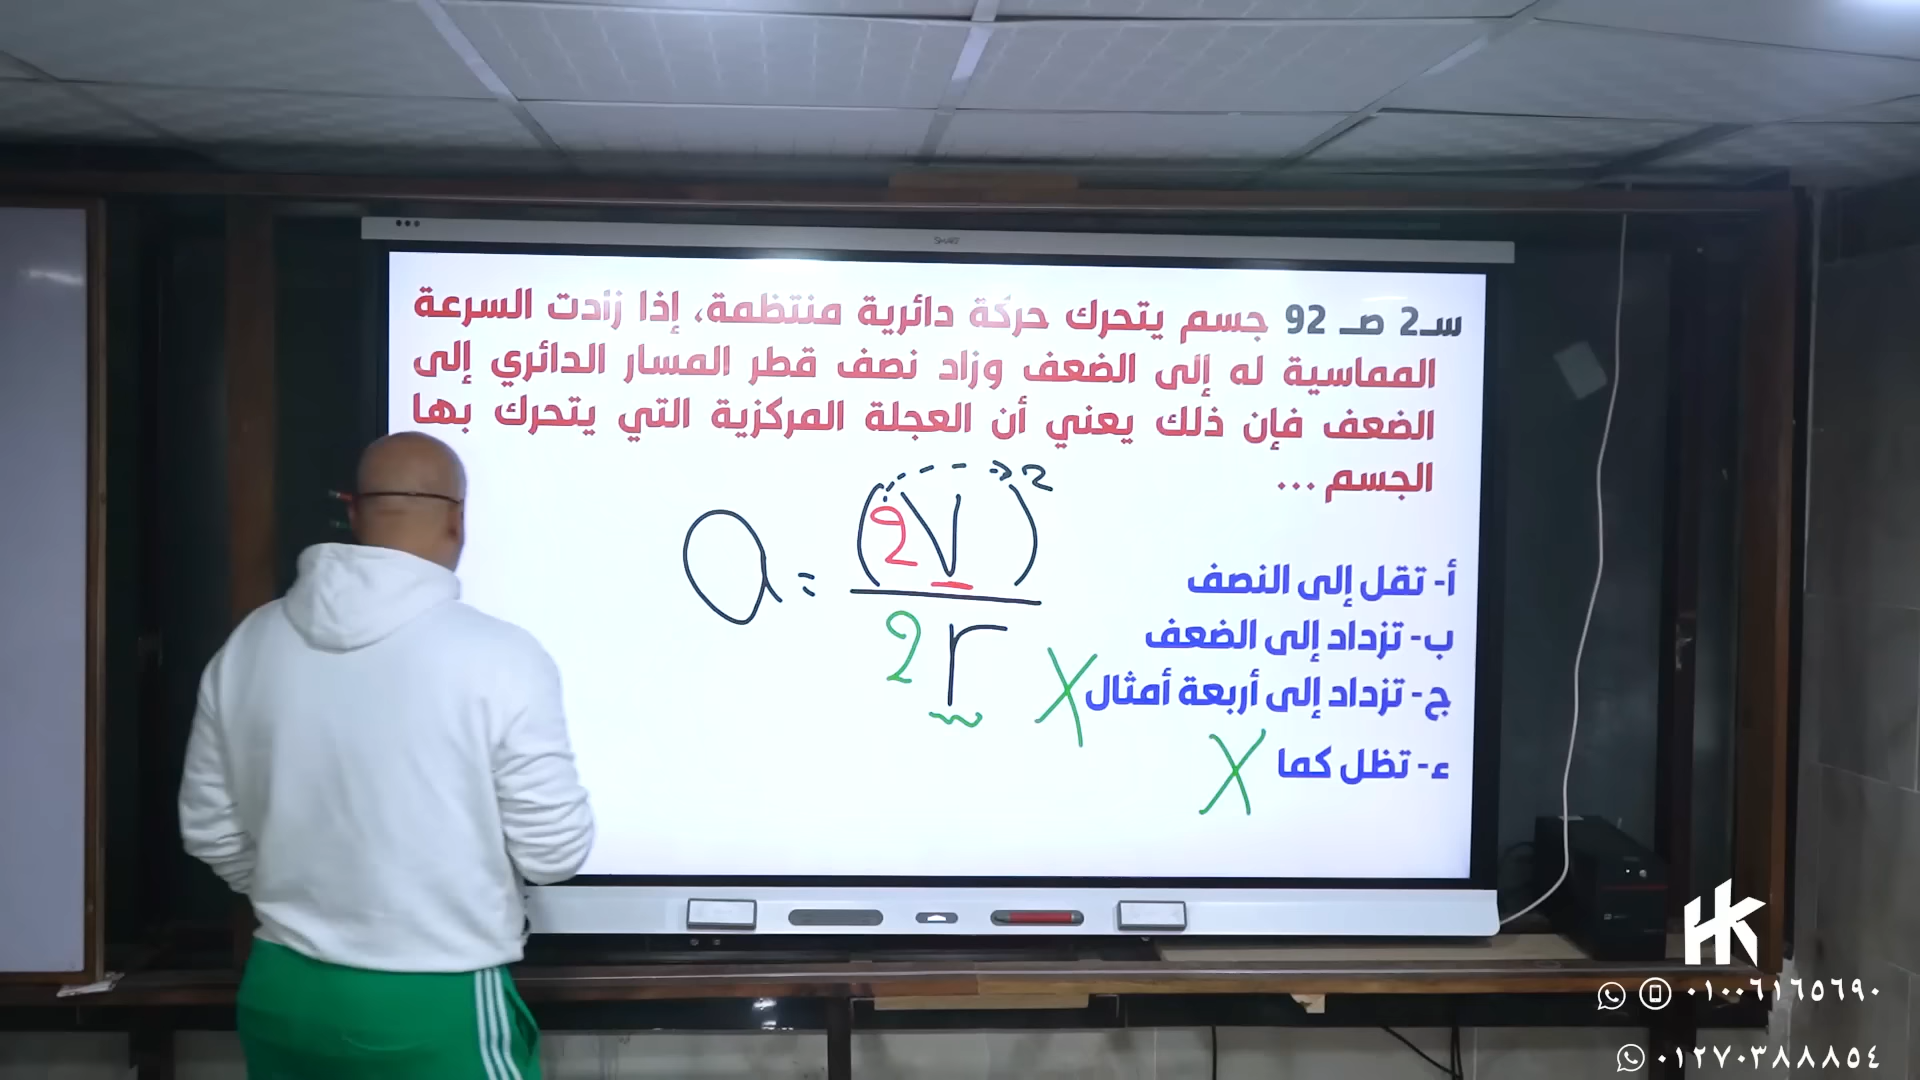 SMART
سـ2 صـ 92 جسم يتحرك حركة دائرية منتظمة، إذا زادت السرعة
المماسية له إلى الضعف وزاد نصف قطر المسار الدائري إلى
الضعف فإن ذلك يعني أن العجلة المركزية التي يتحرك بها
الجسم ...
a = (2V)²
2r
أ- تقل إلى النصف
ب- تزداد إلى الضعف
ج- تزداد إلى أربعة أمثال X
ء- تظل كما X
HK
٠١٠٠٦١٦٥٦٩٠
٠١٢٧٠٣٨٨٨٥٤